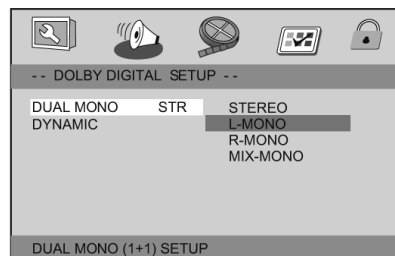 -- DOLBY DIGITAL SETUP --
DUAL MONO STR STEREO
DYNAMIC L-MONO
R-MONO
MIX-MONO
DUAL MONO (1+1) SETUP